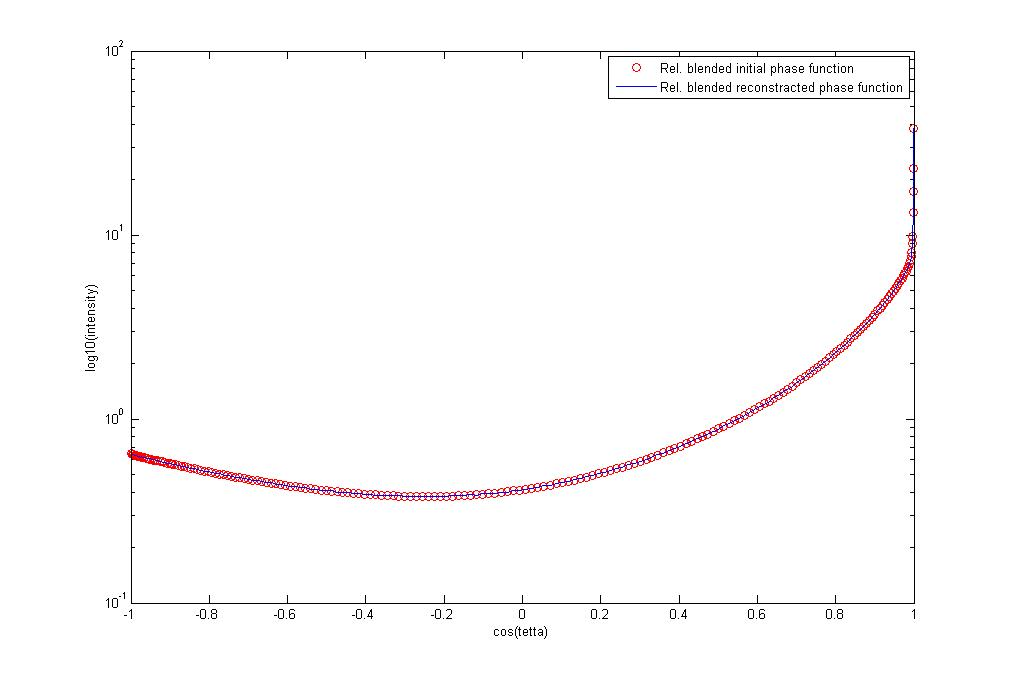 10^2
Rel. blended initial phase function
Rel. blended reconstracted phase function
10^1
log10(intensity)
10^0
10^-1
-1 -0.8 -0.6 -0.4 -0.2 0 0.2 0.4 0.6 0.8 1
cos(tetta)